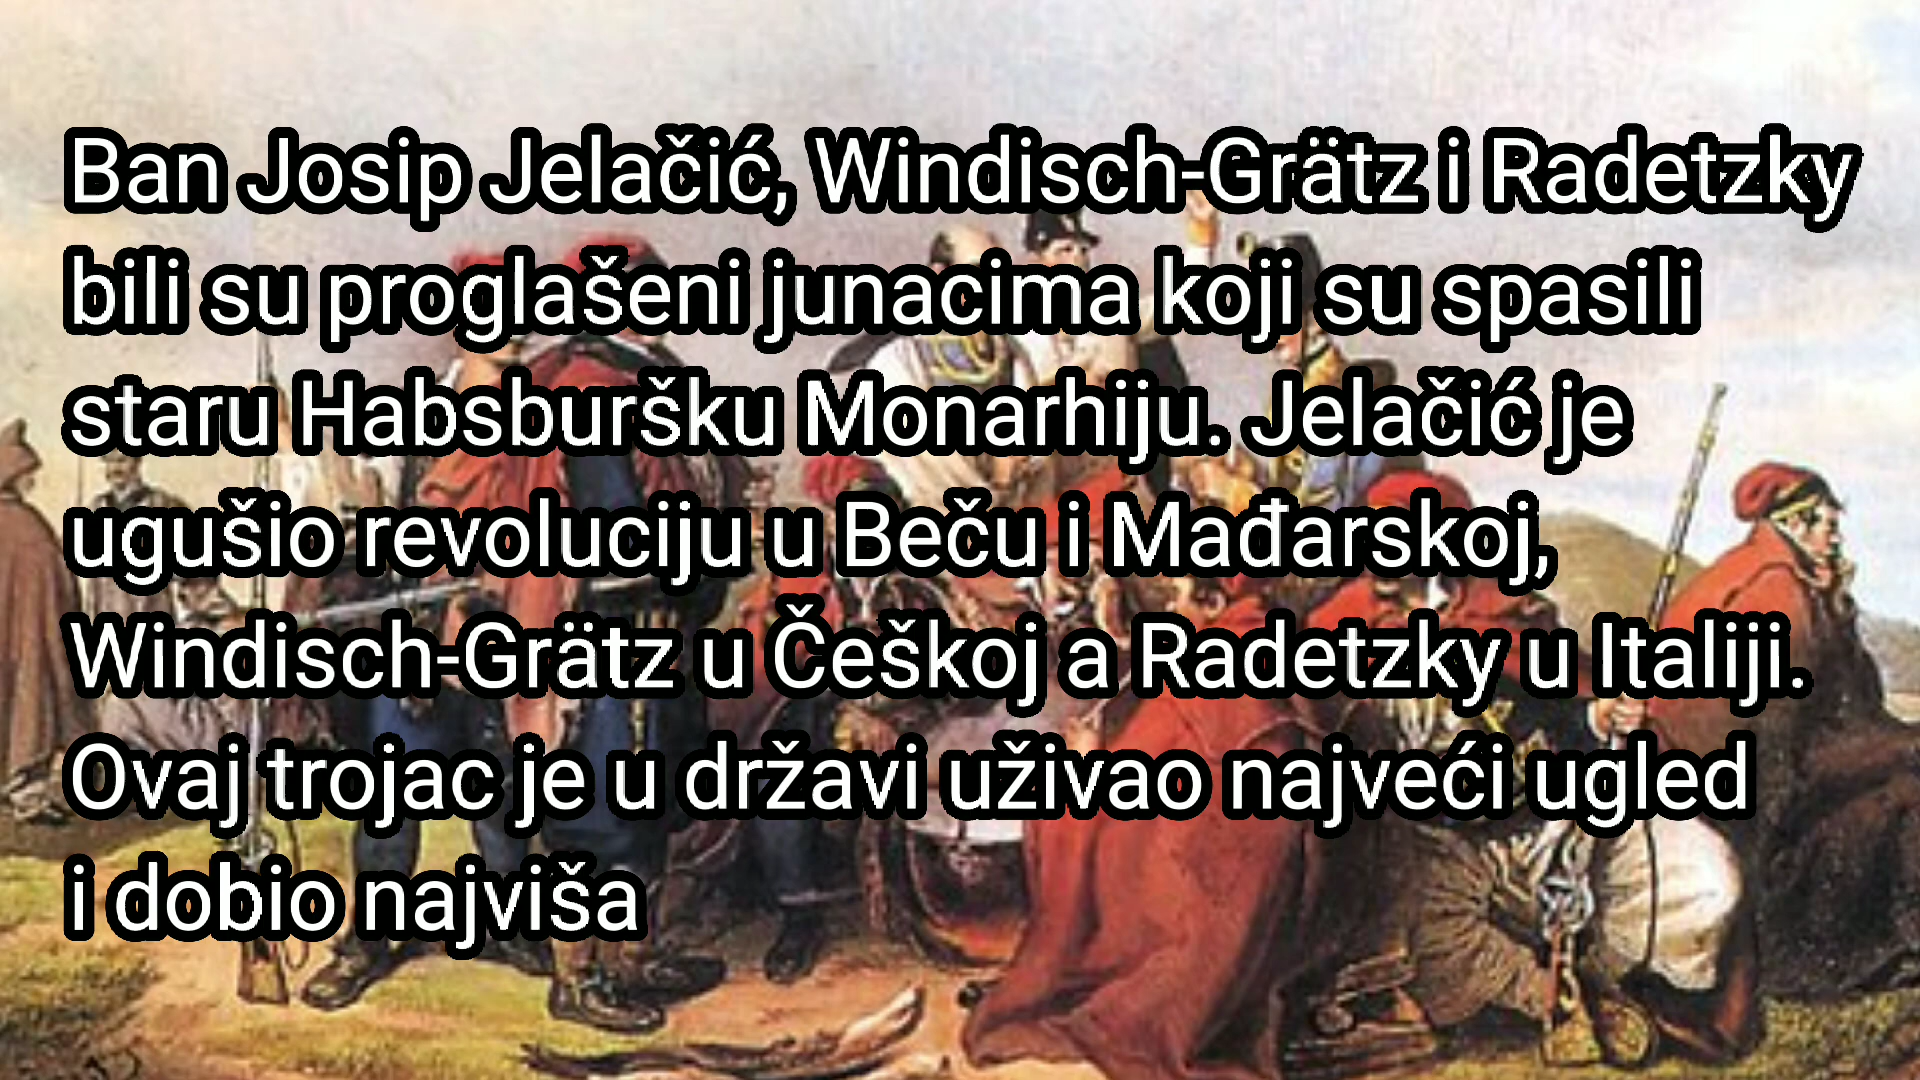 Ban Josip Jelačić, Windisch-Grätz i Radetzky
bili su proglašeni junacima koji su spasili
staru Habsburšku Monarhiju. Jelačić je
ugušio revoluciju u Beču i Mađarskoj,
Windisch-Grätz u Češkoj a Radetzky u Italiji.
Ovaj trojac je u državi uživao najveći ugled
i dobio najviša